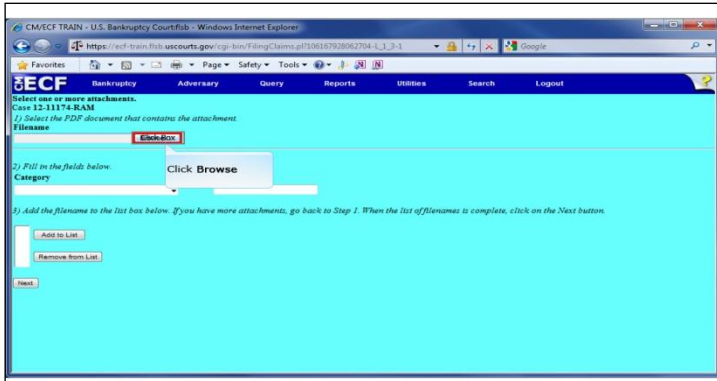 CM/ECF TRAIN - U.S. Bankruptcy Court:flsb - Windows Internet Explorer
https://ecf-train.flsb.uscourts.gov/cgi-bin/FilingClaims.pl?106167928062704-L_1_3-1
Google
Favorites Page Safety Tools
ECF Bankruptcy Adversary Query Reports Utilities Search Logout
Select one or more attachments.
Case 12-11174-RAM
1) Select the PDF document that contains the attachment.
Filename
Click Box
Click Browse
2) Fill in the fields below.
Category
3) Add the filename to the list box below. If you have more attachments, go back to Step 1. When the list of filenames is complete, click on the Next button.
Add to List
Remove from List
Next